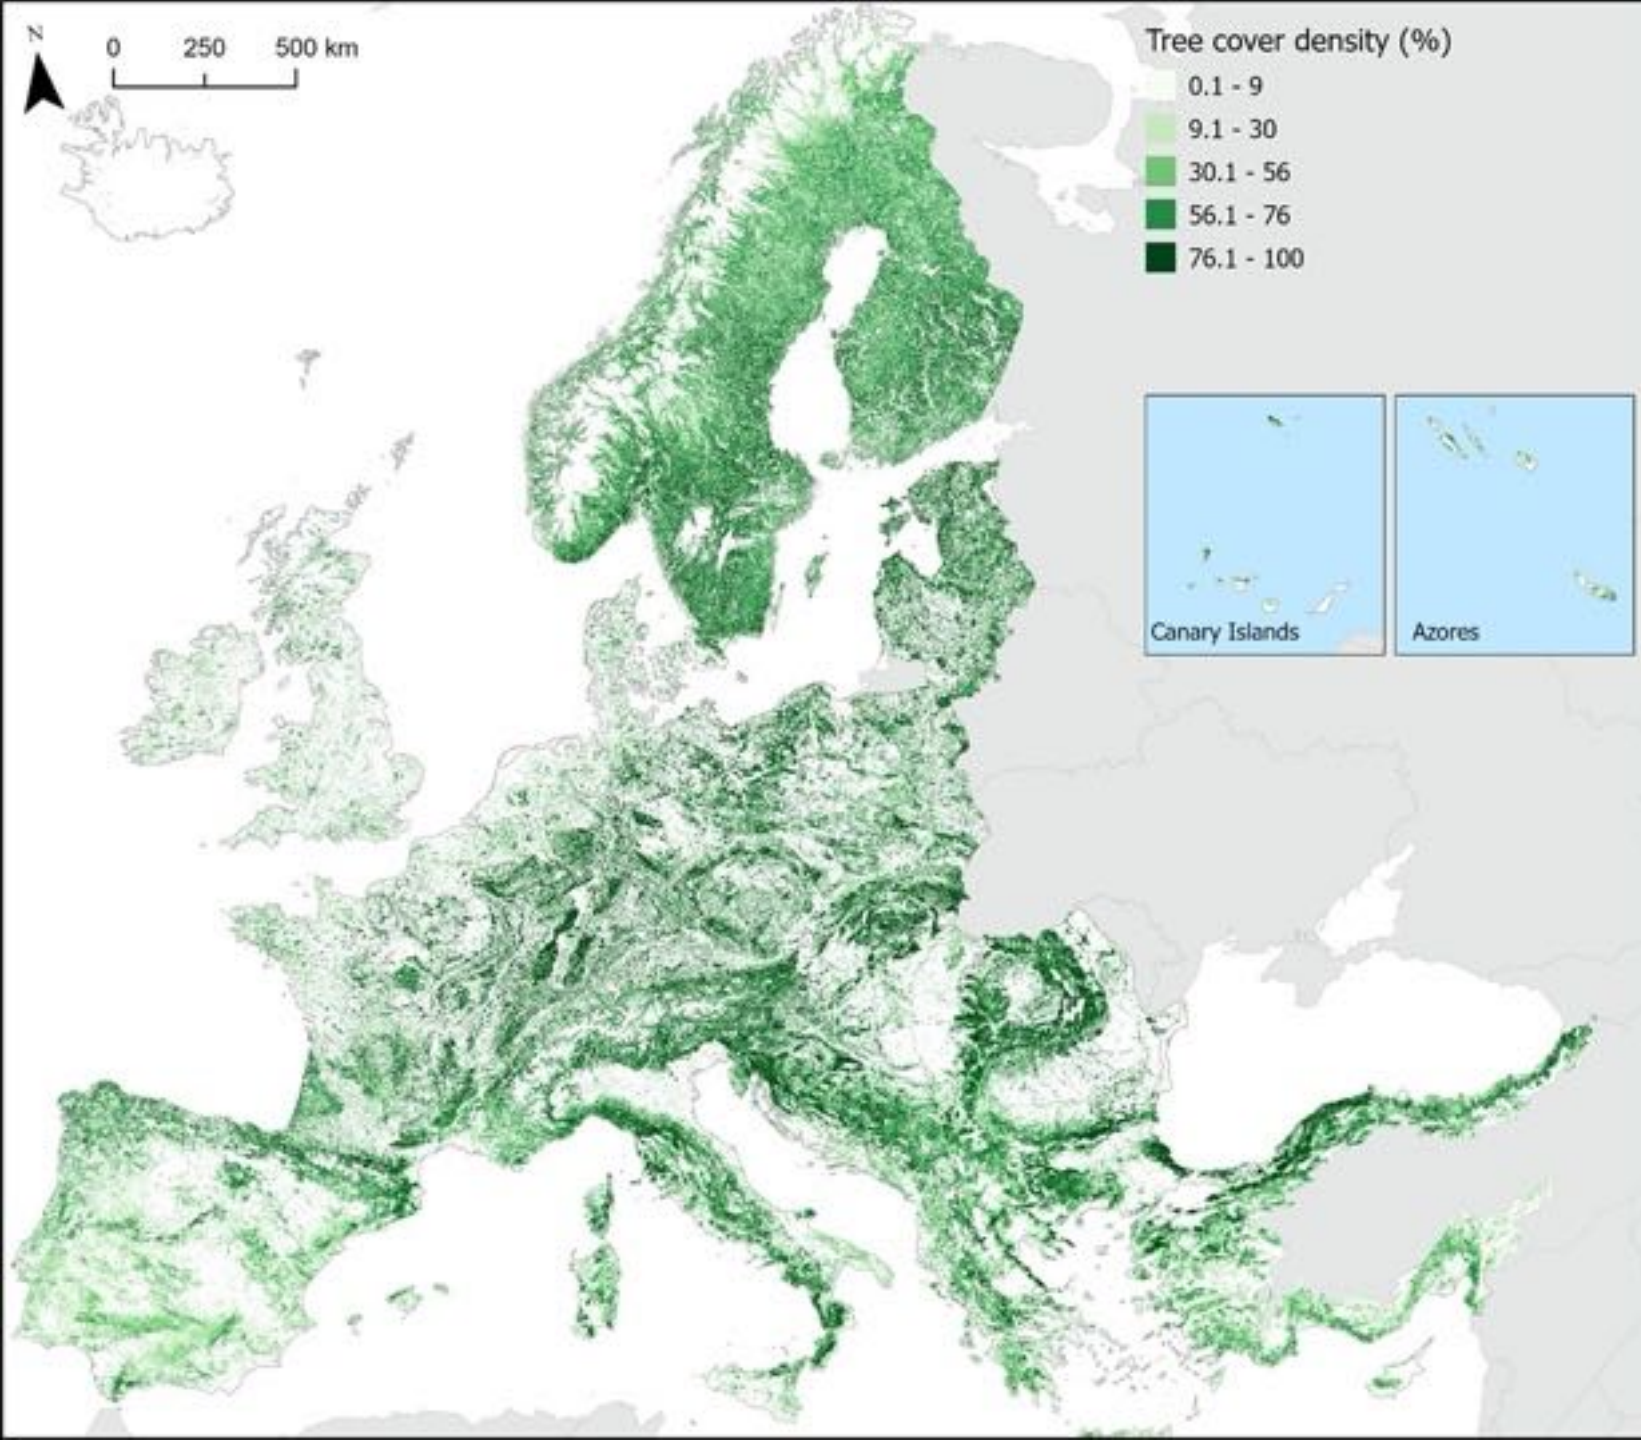 N
0 250 500 km
Tree cover density (%)
0.1 - 9
9.1 - 30
30.1 - 56
56.1 - 76
76.1 - 100
Canary Islands
Azores